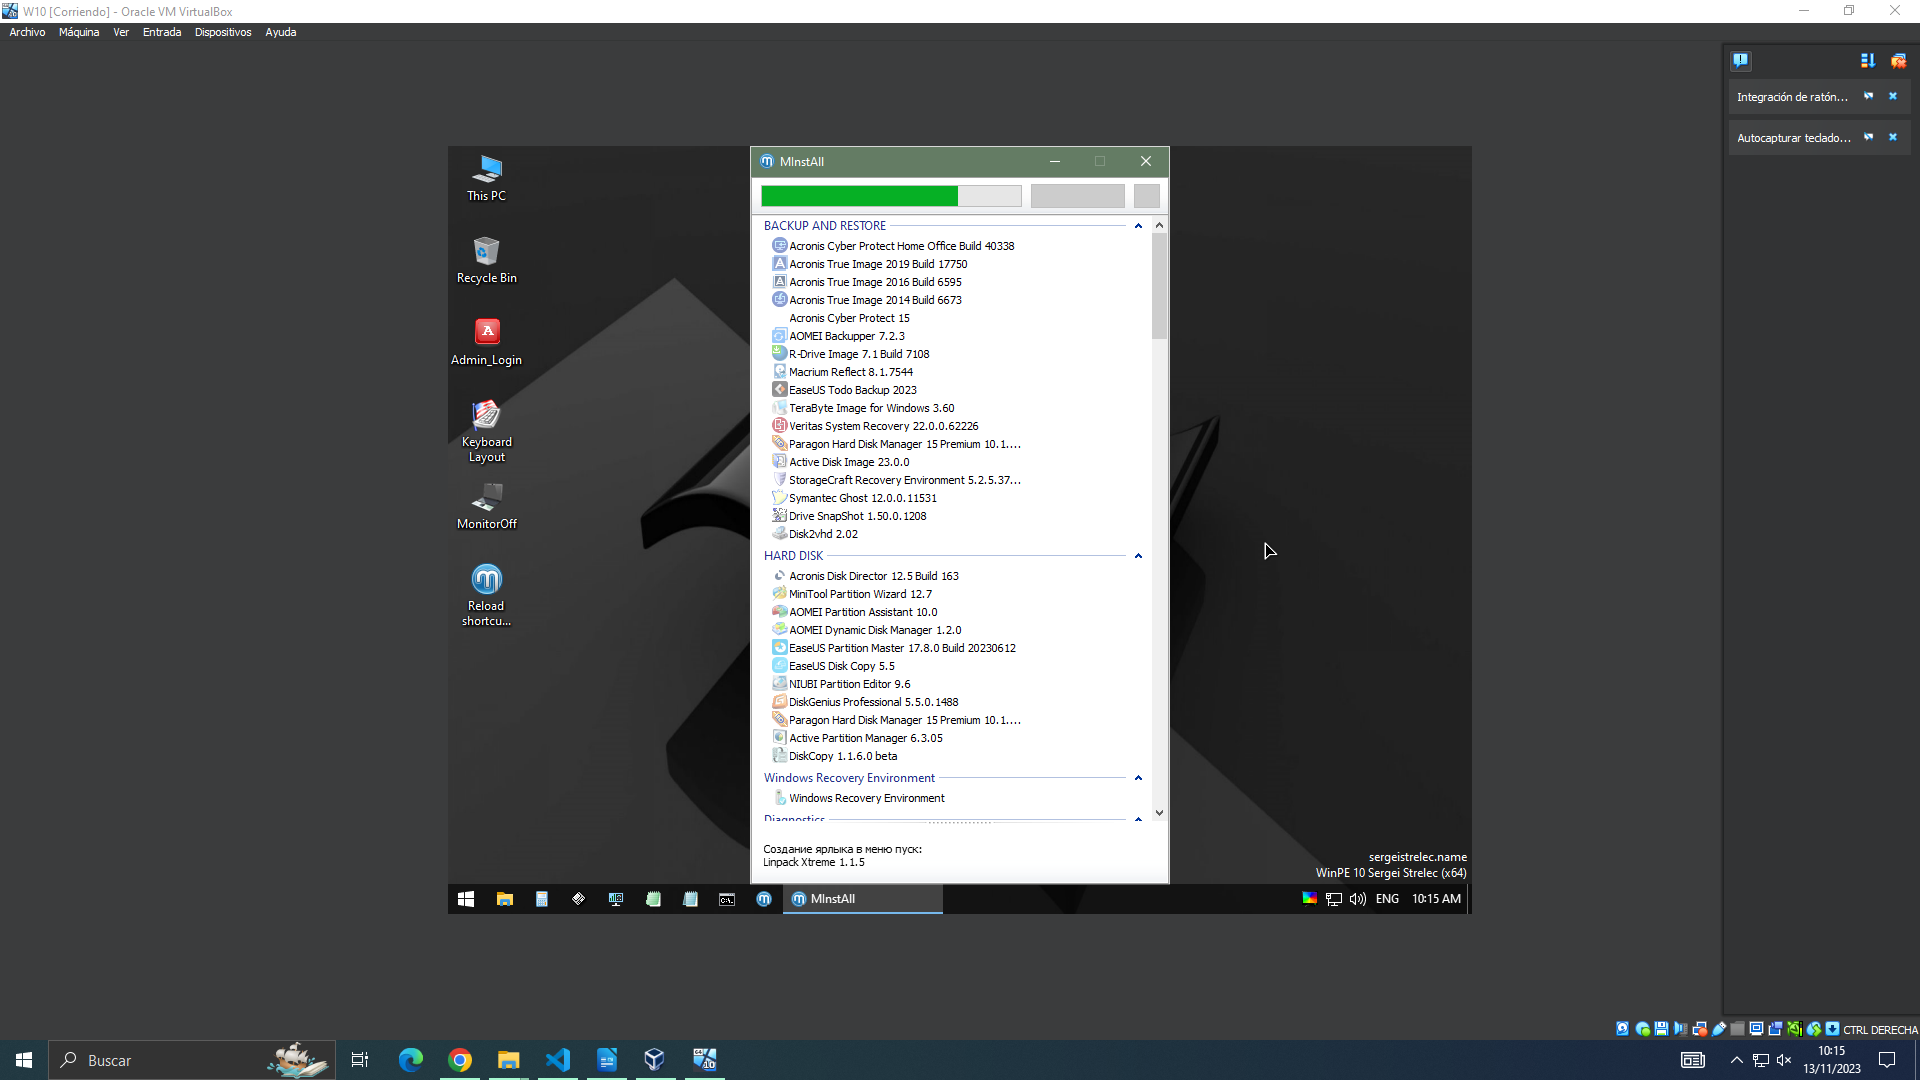 W10 [Corriendo] - Oracle VM VirtualBox
Archivo Máquina Ver Entrada Dispositivos Ayuda
Integración de ratón...
Autocapturar teclado...
This PC
Recycle Bin
Admin_Login
Keyboard
Layout
MonitorOff
Reload
shortcu...
MInstAll
BACKUP AND RESTORE
Acronis Cyber Protect Home Office Build 40338
Acronis True Image 2019 Build 17750
Acronis True Image 2016 Build 6595
Acronis True Image 2014 Build 6673
Acronis Cyber Protect 15
AOMEI Backupper 7.2.3
R-Drive Image 7.1 Build 7108
Macrium Reflect 8.1.7544
EaseUS Todo Backup 2023
TeraByte Image for Windows 3.60
Veritas System Recovery 22.0.0.62226
Paragon Hard Disk Manager 15 Premium 10.1....
Active Disk Image 23.0.0
StorageCraft Recovery Environment 5.2.5.37...
Symantec Ghost 12.0.0.11531
Drive SnapShot 1.50.0.1208
Disk2vhd 2.02
HARD DISK
Acronis Disk Director 12.5 Build 163
MiniTool Partition Wizard 12.7
AOMEI Partition Assistant 10.0
AOMEI Dynamic Disk Manager 1.2.0
EaseUS Partition Master 17.8.0 Build 20230612
EaseUS Disk Copy 5.5
NIUBI Partition Editor 9.6
DiskGenius Professional 5.5.0.1488
Paragon Hard Disk Manager 15 Premium 10.1....
Active Partition Manager 6.3.05
DiskCopy 1.1.6.0 beta
Windows Recovery Environment
Windows Recovery Environment
Diagnostics
Создание ярлыка в меню пуск:
Linpack Xtreme 1.1.5
sergeistrelec.name
WinPE 10 Sergei Strelec (x64)
MInstAll
ENG 10:15 AM
CTRL DERECHA
Buscar
10:15
13/11/2023